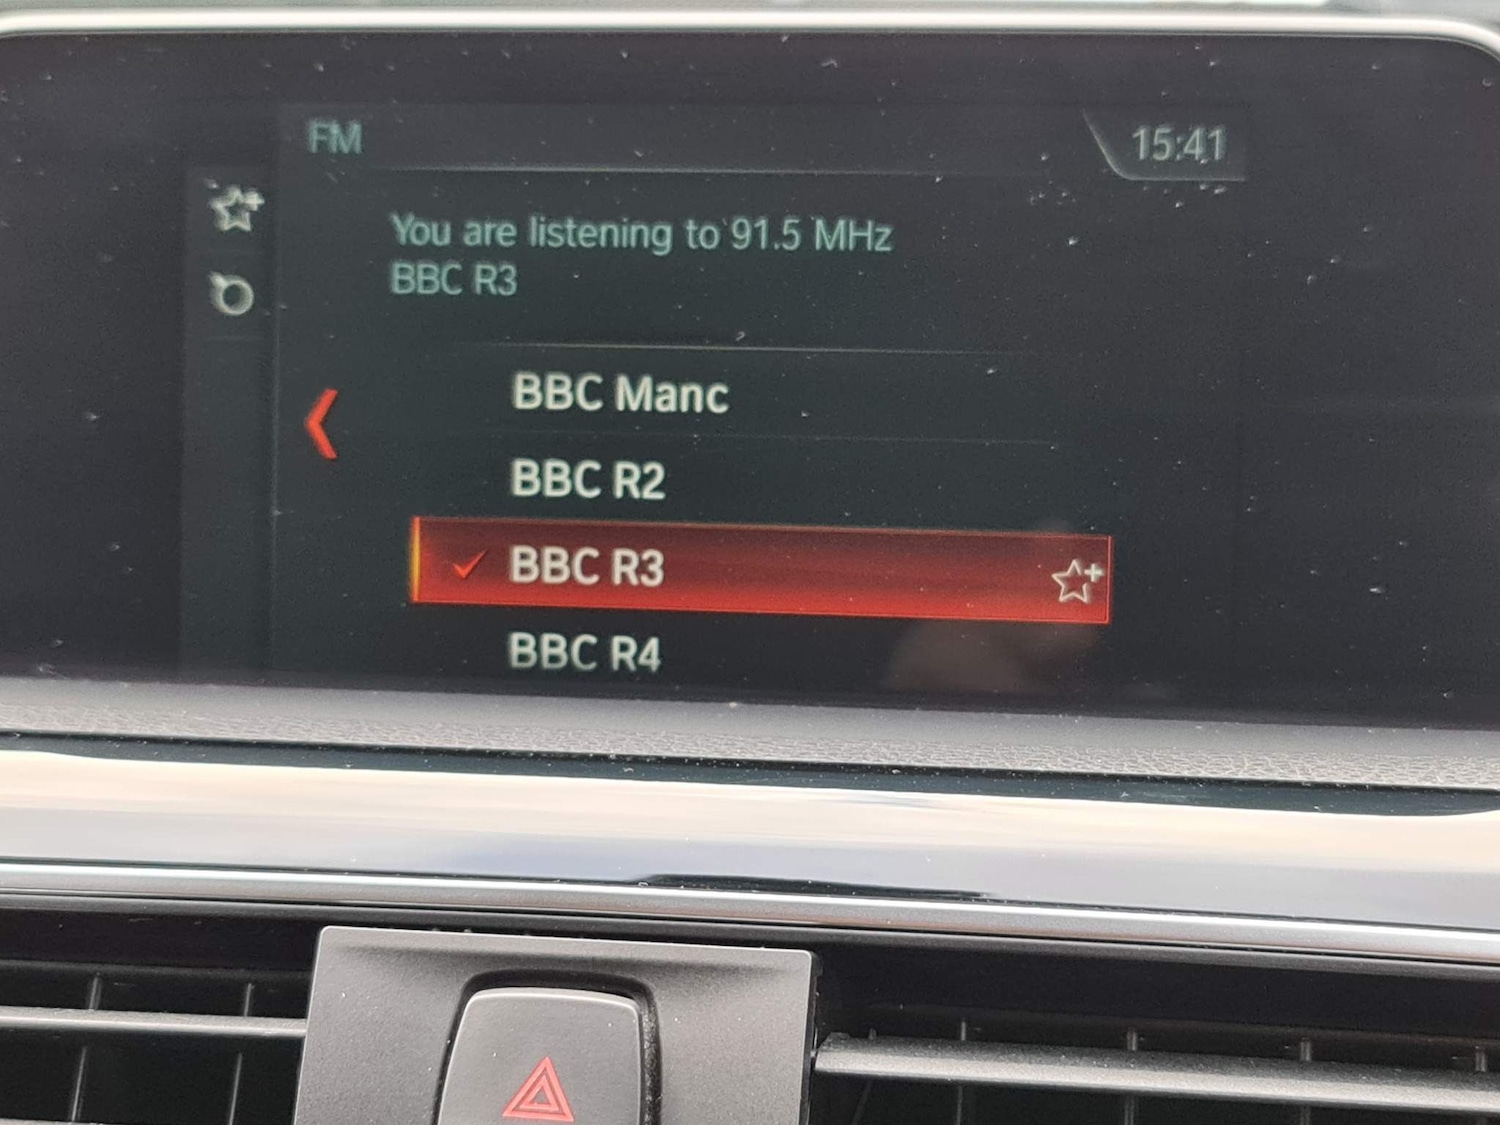 FM
15:41
You are listening to 91.5 MHz
BBC R3
BBC Manc
BBC R2
BBC R3
BBC R4